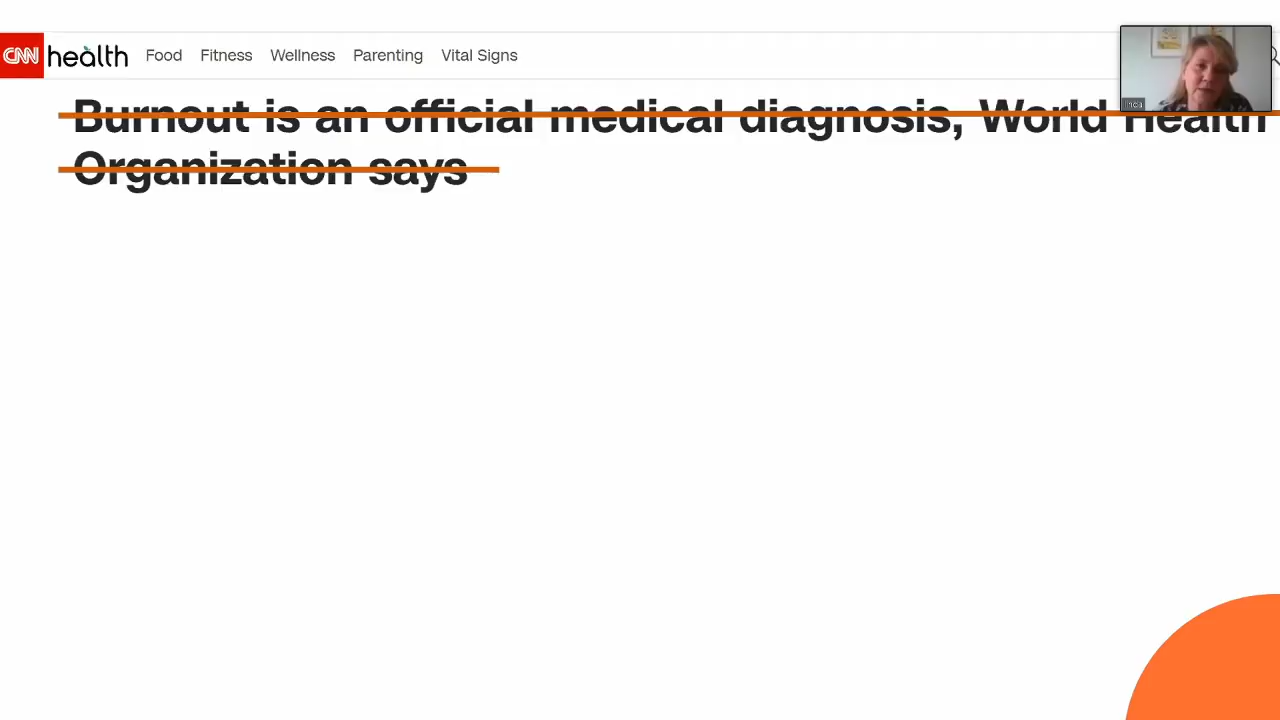 CNN health Food Fitness Wellness Parenting Vital Signs
Burnout is an official medical diagnosis, World Health
Organization says